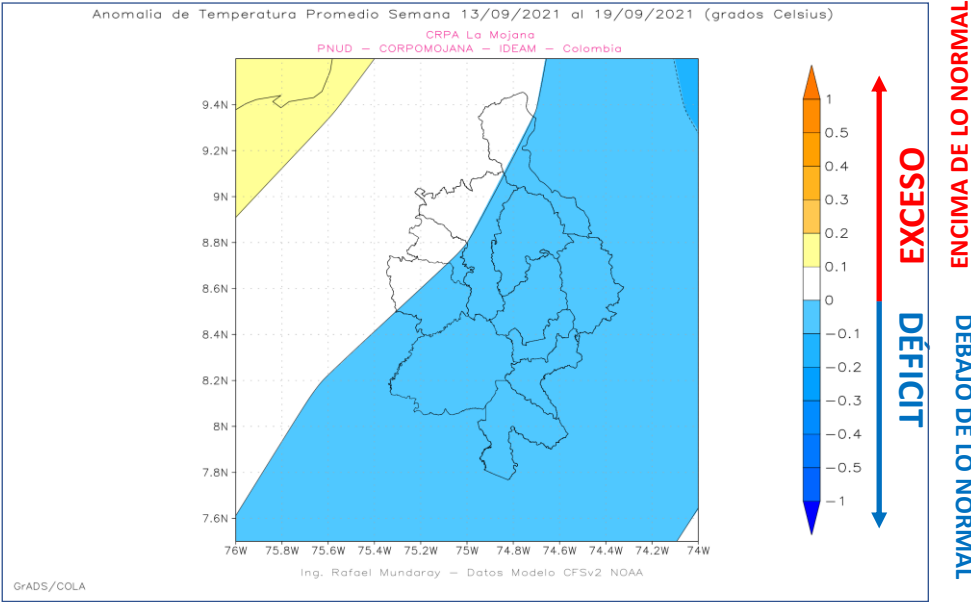 Anomalia de Temperatura Promedio Semana 13/09/2021 al 19/09/2021 (grados Celsius)
CRPA La Mojana
PNUD – CORPOMOJANA – IDEAM – Colombia
9.4N
9.2N
9N
8.8N
8.6N
8.4N
8.2N
8N
7.8N
7.6N
76W 75.8W 75.6W 75.4W 75.2W 75W 74.8W 74.6W 74.4W 74.2W 74W
1
0.5
0.4
0.3
0.2
0.1
0
−0.1
−0.2
−0.3
−0.4
−0.5
−1
EXCESO
DÉFICIT
ENCIMA DE LO NORMAL
DEBAJO DE LO NORMAL
Ing. Rafael Mundaray – Datos Modelo CFSv2 NOAA
GrADS/COLA